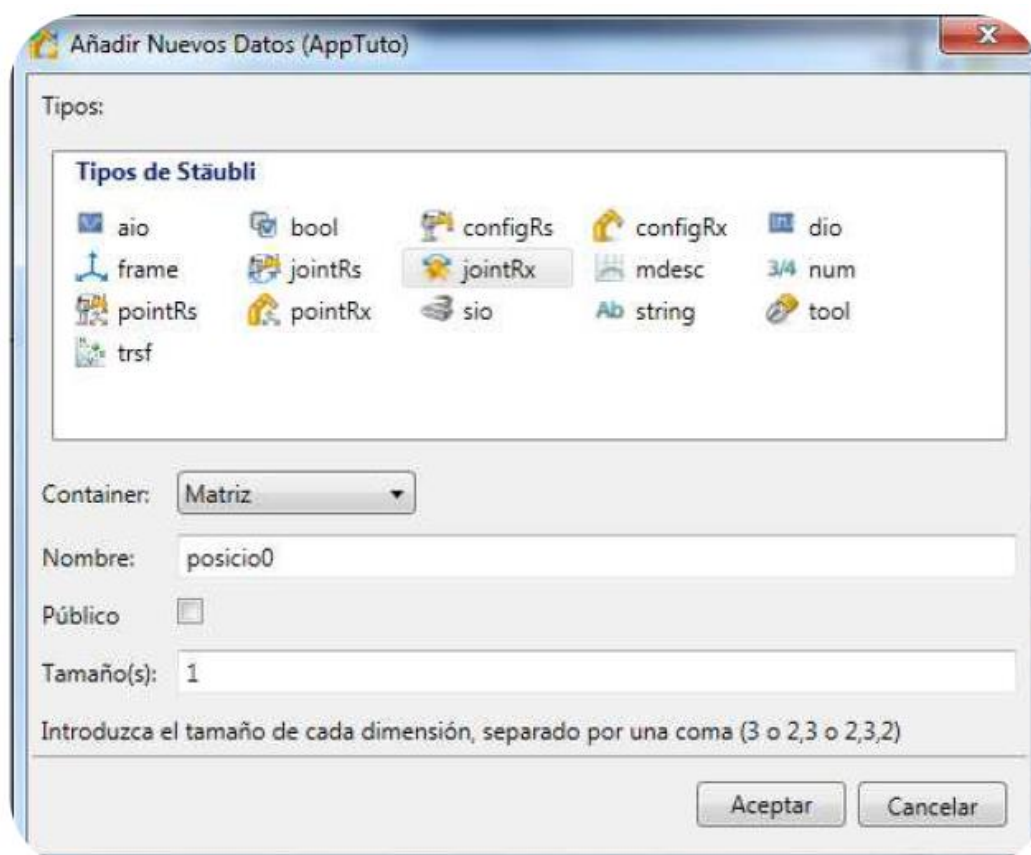 Añadir Nuevos Datos (AppTuto)
Tipos:
Tipos de Stäubli
aio bool configRs configRx dio
frame jointRs jointRx mdesc 3/4 num
pointRs pointRx sio Ab string tool
trsf
Container: Matriz
Nombre: posicio0
Público
Tamaño(s): 1
Introduzca el tamaño de cada dimensión, separado por una coma (3 o 2,3 o 2,3,2)
Aceptar Cancelar